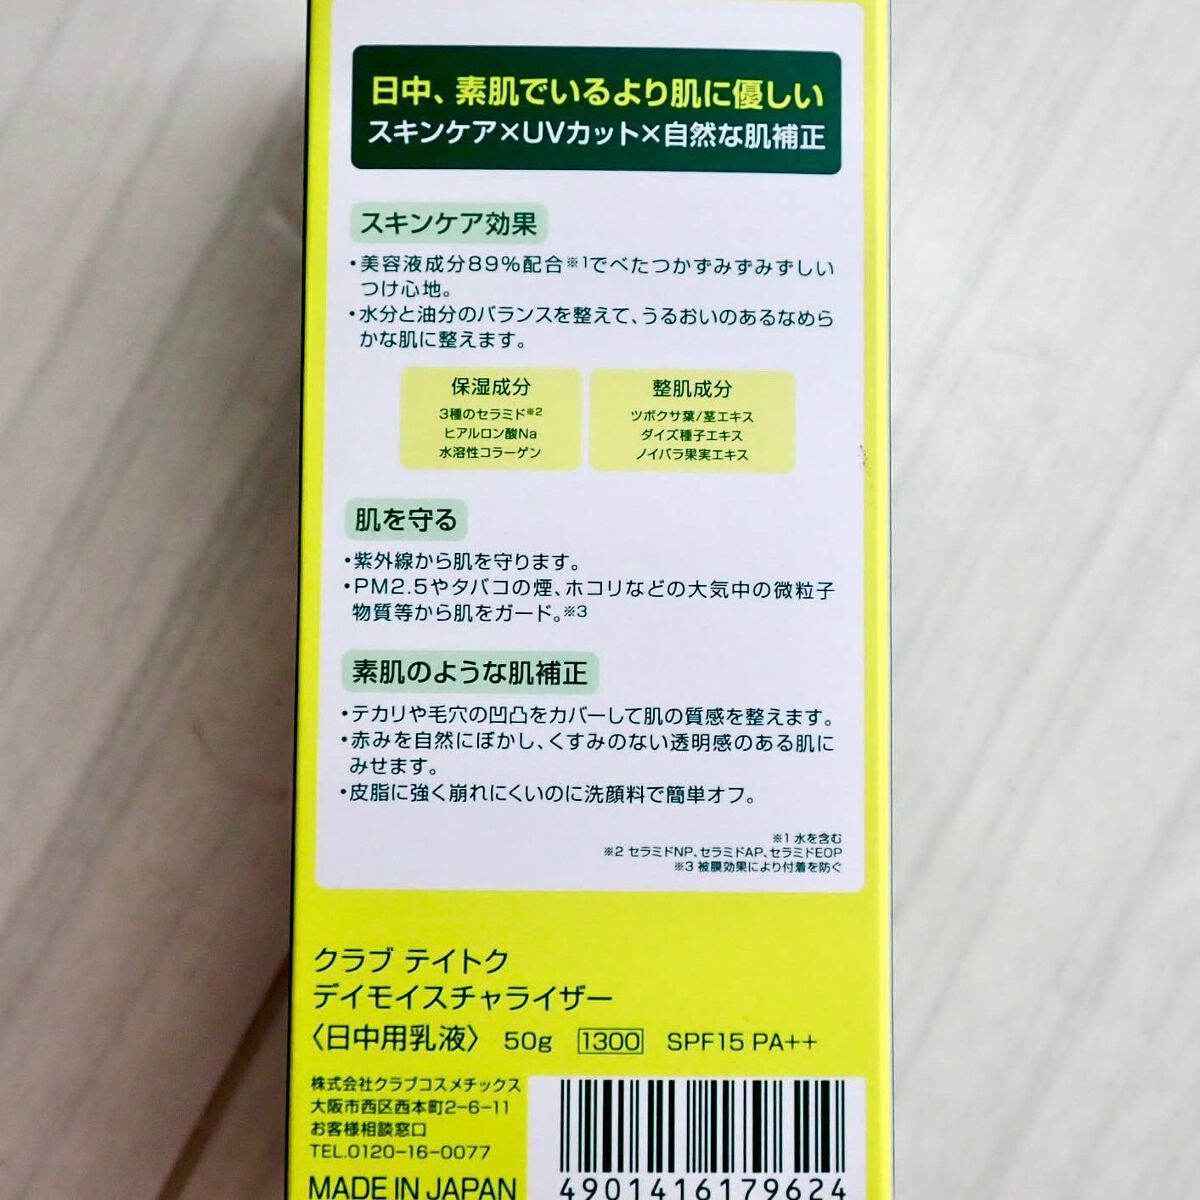 日中、素肌でいるより肌に優しい
スキンケア×UVカット×自然な肌補正
スキンケア効果
・美容液成分89%配合※1でべたつかずみずみずしい
つけ心地。
・水分と油分のバランスを整えて、うるおいのあるなめら
かな肌に整えます。
保湿成分
3種のセラミド※2
ヒアルロン酸Na
水溶性コラーゲン
整肌成分
ツボクサ葉/茎エキス
ダイズ種子エキス
ノイバラ果実エキス
肌を守る
・紫外線から肌を守ります。
・PM2.5やタバコの煙、ホコリなどの大気中の微粒子
物質等から肌をガード。※3
素肌のような肌補正
・テカリや毛穴の凹凸をカバーして肌の質感を整えます。
・赤みを自然にぼかし、くすみのない透明感のある肌に
みせます。
・皮脂に強く崩れにくいのに洗顔料で簡単オフ。
※1 水を含む
※2 セラミドNP、セラミドAP、セラミドEOP
※3 被膜効果により付着を防ぐ
クラブ テイトク
デイモイスチャライザー
〈日中用乳液〉 50g 1300 SPF15 PA++
株式会社クラブコスメチックス
大阪市西区西本町2-6-11
お客様相談窓口
TEL.0120-16-0077
MADE IN JAPAN
4901416179624